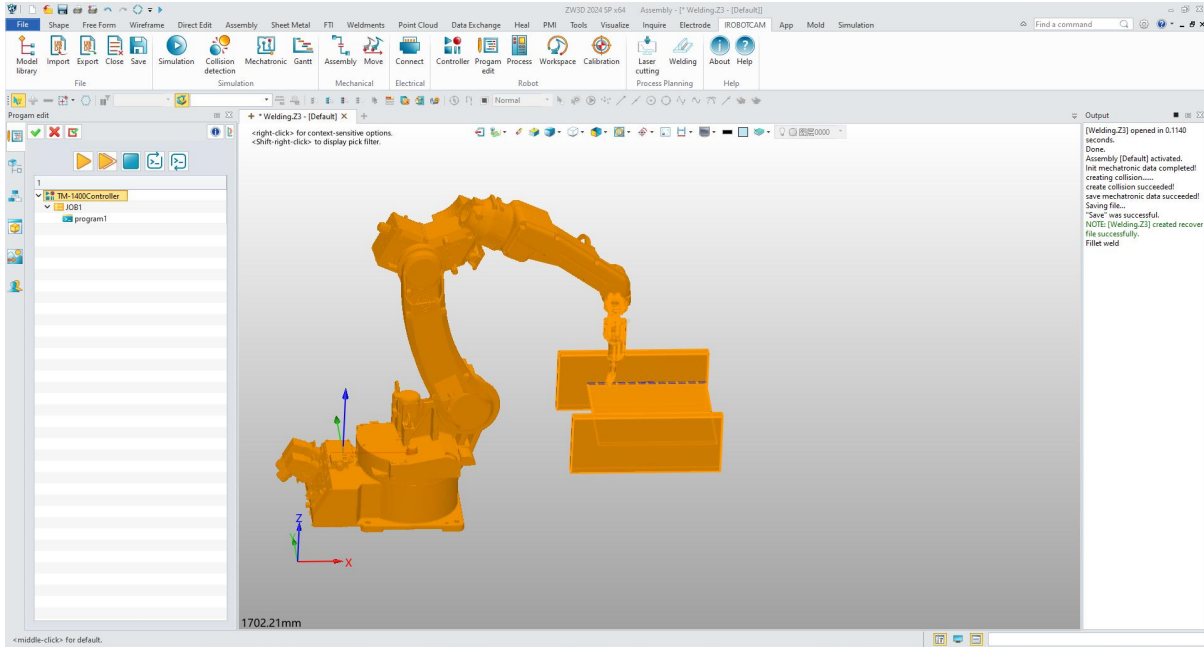 ZW3D 2024 SP x64 Assembly - [* Welding.Z3 - [Default]]
File Shape Free Form Wireframe Direct Edit Assembly Sheet Metal FTI Weldments Point Cloud Data Exchange Heal PMI Tools Visualize Inquire Electrode IROBOTCAM App Mold Simulation Find a command
Model library Import Export Close Save Simulation Collision detection Mechatronic Gantt Assembly Move Connect Controller Progam edit Process Workspace Calibration Laser cutting Welding About Help
File Simulation Mechanical Electrical Robot Process Planning Help
Normal
Progam edit
+ * Welding.Z3 - [Default] X +
Output
<right-click> for context-sensitive options.
<Shift-right-click> to display pick filter.
图层0000
1
TM-1400Controller
JOB1
program1
[Welding.Z3] opened in 0.1140
seconds.
Done.
Assembly [Default] activated.
Init mechatronic data completed!
creating collision......
create collision succeeded!
save mechatronic data succeeded!
Saving file...
"Save" was successful.
NOTE: [Welding.Z3] created recover
file successfully.
Fillet weld
Z
Y
X
1702.21mm
<middle-click> for default.